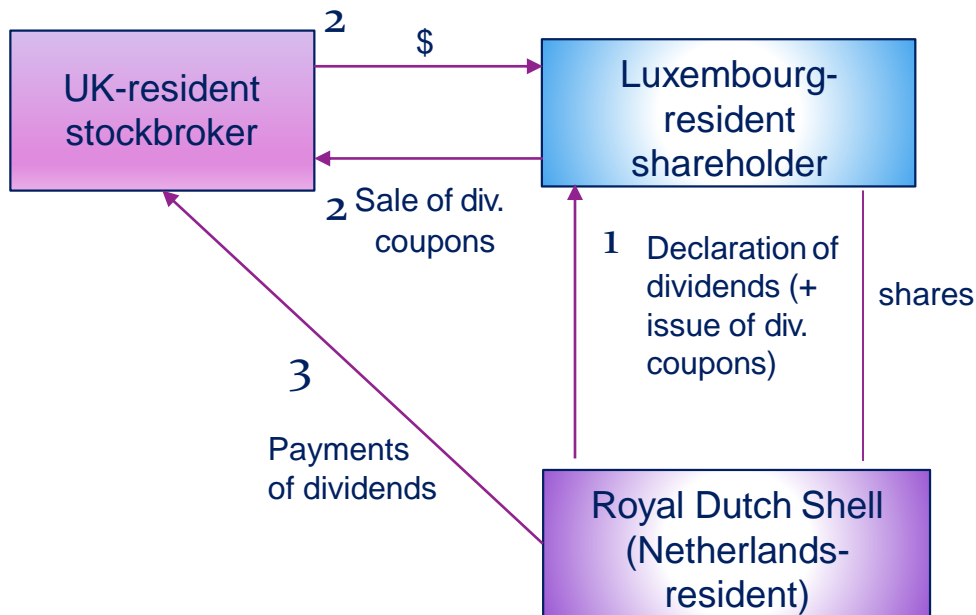 2
$
UK-resident
stockbroker
Luxembourg-
resident
shareholder
2 Sale of div.
coupons
1 Declaration of
dividends (+
issue of div.
coupons)
shares
3
Payments
of dividends
Royal Dutch Shell
(Netherlands-
resident)